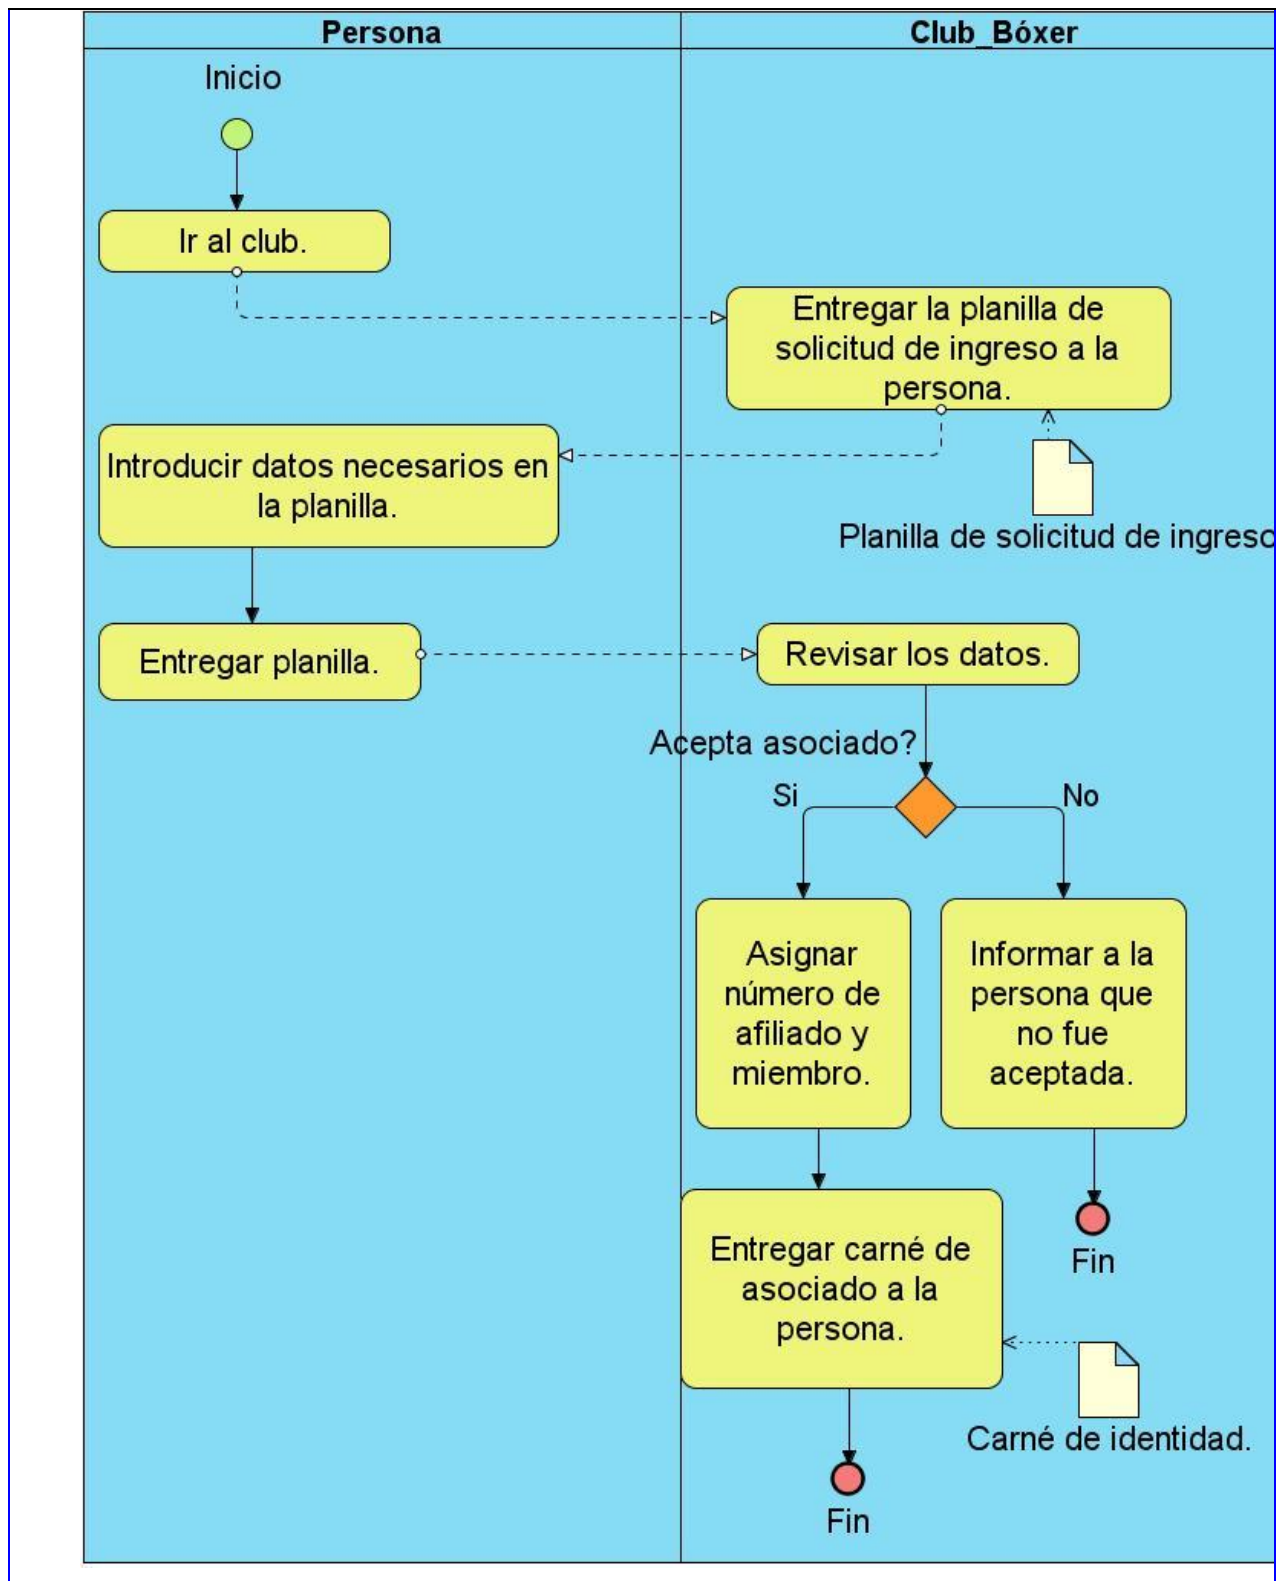 Persona
Club_Bóxer
Inicio
Ir al club.
Entregar la planilla de
solicitud de ingreso a la
persona.
Introducir datos necesarios en
la planilla.
Planilla de solicitud de ingreso
Entregar planilla.
Revisar los datos.
Acepta asociado?
Si
No
Asignar
número de
afiliado y
miembro.
Informar a la
persona que
no fue
aceptada.
Entregar carné de
asociado a la
persona.
Fin
Carné de identidad.
Fin